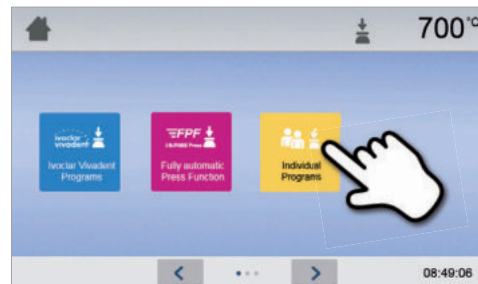 700°C
ivoclar
vivadent
Ivoclar Vivadent
Programs
FPF
Fully automatic
Press Function
Individual
Programs
08:49:06